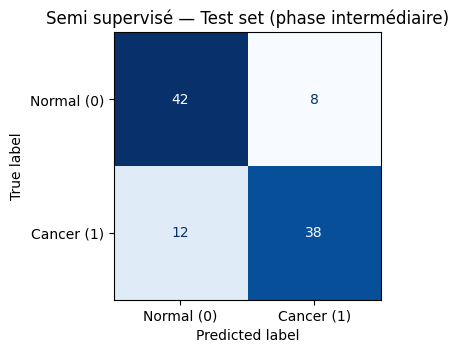 Semi supervisé — Test set (phase intermédiaire)
Normal (0)
42
8
True label
Cancer (1)
12
38
Normal (0)
Cancer (1)
Predicted label